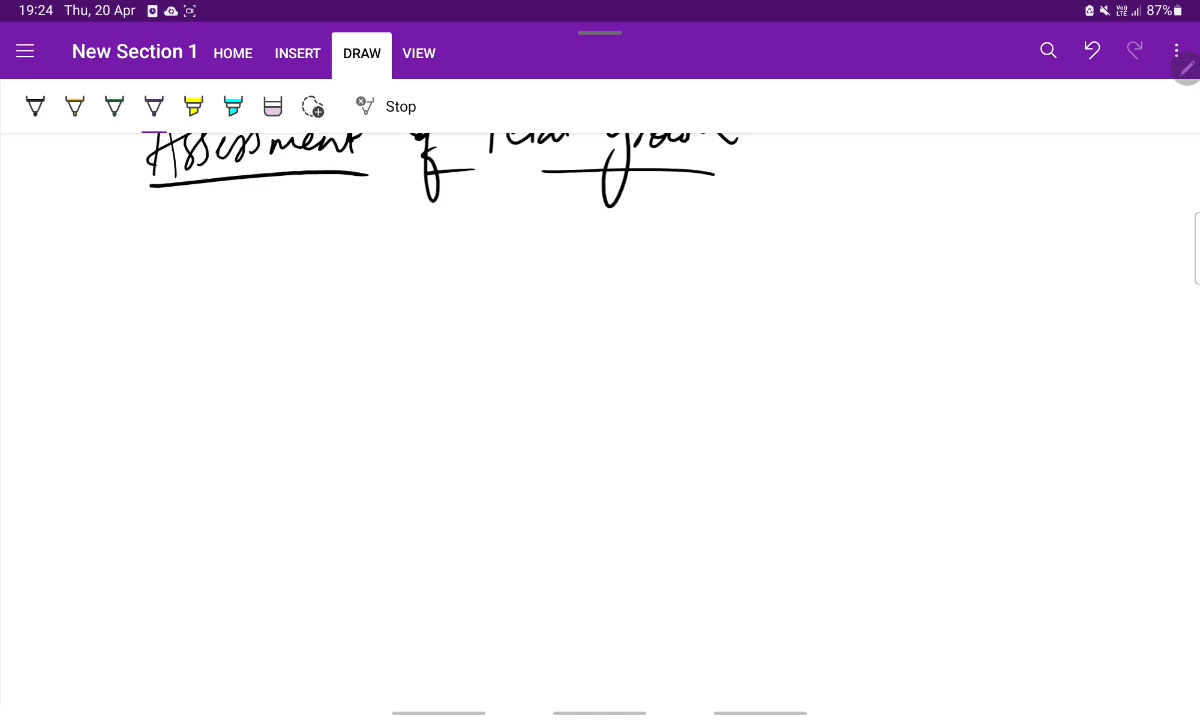 19:24 Thu, 20 Apr 87%
New Section 1 HOME INSERT DRAW VIEW
Stop
Assessment of